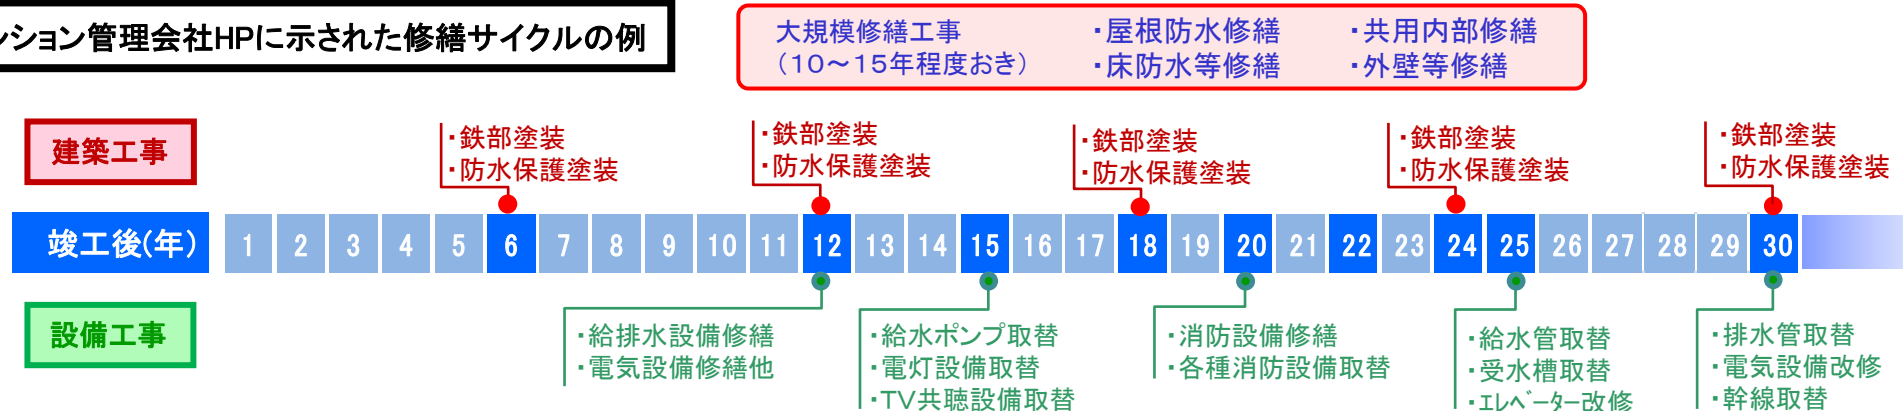 ンション管理会社HPに示された修繕サイクルの例
大規模修繕工事
（10～15年程度おき）
・屋根防水修繕
・床防水等修繕
・共用内部修繕
・外壁等修繕
建築工事
・鉄部塗装
・防水保護塗装
・鉄部塗装
・防水保護塗装
・鉄部塗装
・防水保護塗装
・鉄部塗装
・防水保護塗装
・鉄部塗装
・防水保護塗装
竣工後(年) 1 2 3 4 5 6 7 8 9 10 11 12 13 14 15 16 17 18 19 20 21 22 23 24 25 26 27 28 29 30
設備工事
・給排水設備修繕
・電気設備修繕他
・給水ポンプ取替
・電灯設備取替
・TV共聴設備取替
・消防設備修繕
・各種消防設備取替
・給水管取替
・受水槽取替
・エレベーター改修
・排水管取替
・電気設備改修
・幹線取替